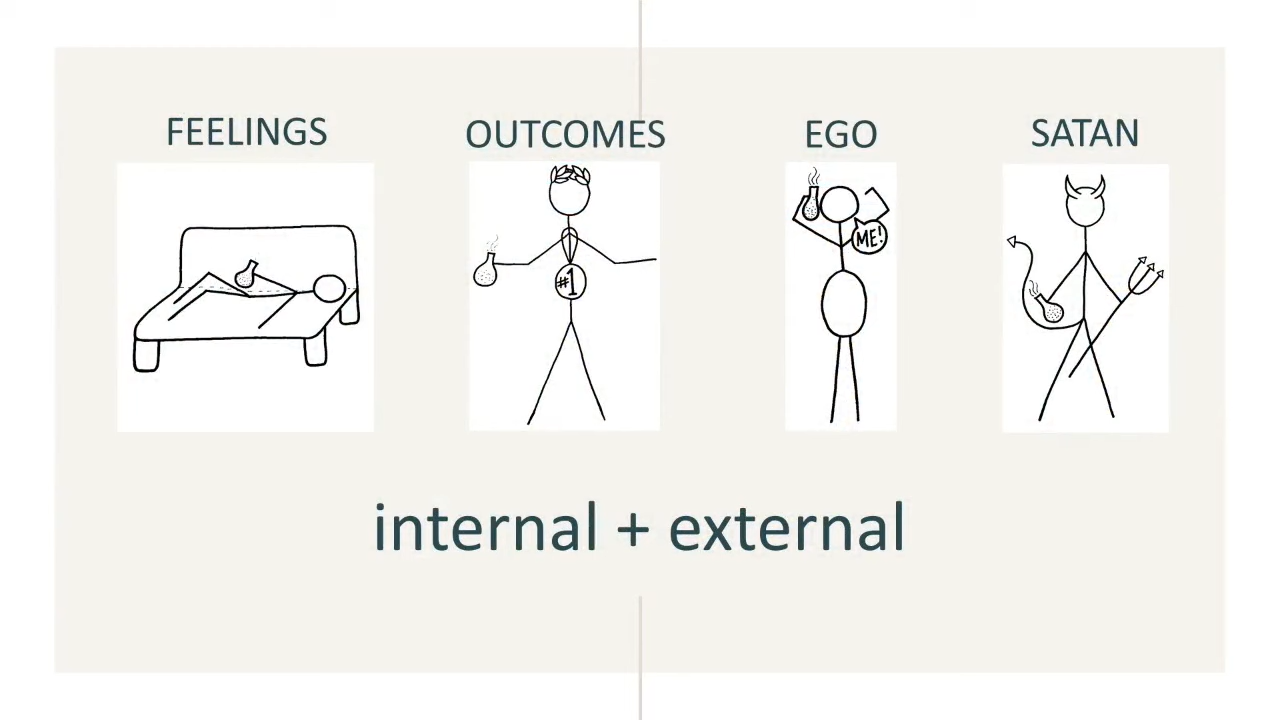 FEELINGS
OUTCOMES
EGO
SATAN
#1
ME!
internal + external